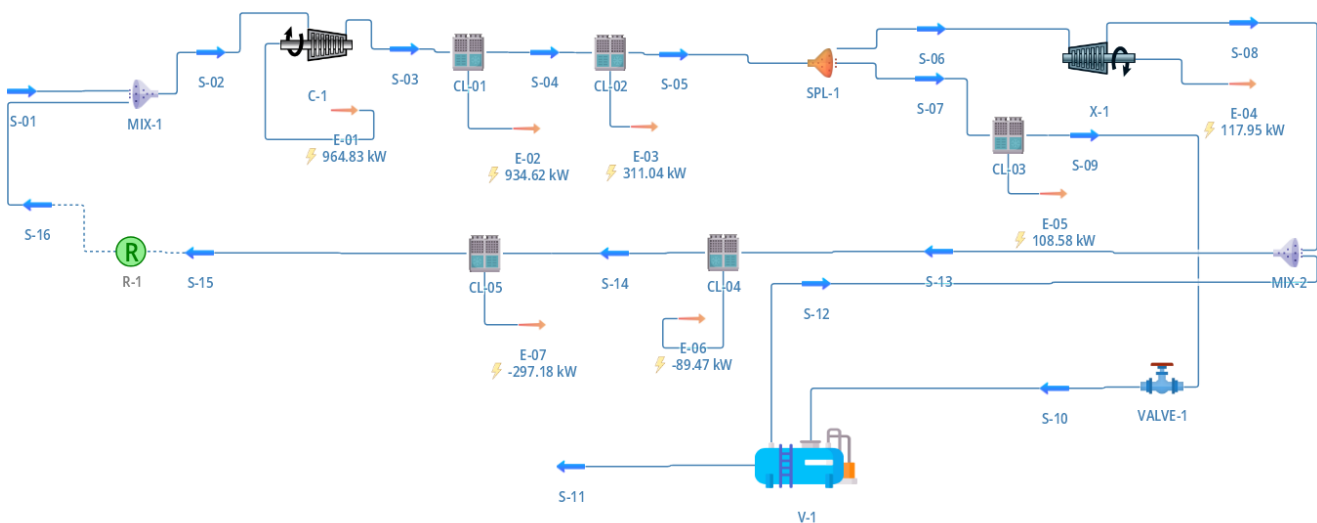 S-01
MIX-1
S-02
C-1
E-01
964.83 kW
S-03
CL-01
E-02
934.62 kW
S-04
CL-02
E-03
311.04 kW
S-05
SPL-1
S-06
S-07
X-1
S-08
E-04
117.95 kW
CL-03
S-09
E-05
108.58 kW
S-16
R
R-1
S-15
CL-05
E-07
-297.18 kW
S-14
CL-04
E-06
-89.47 kW
S-12
S-13
MIX-2
VALVE-1
S-10
S-11
V-1